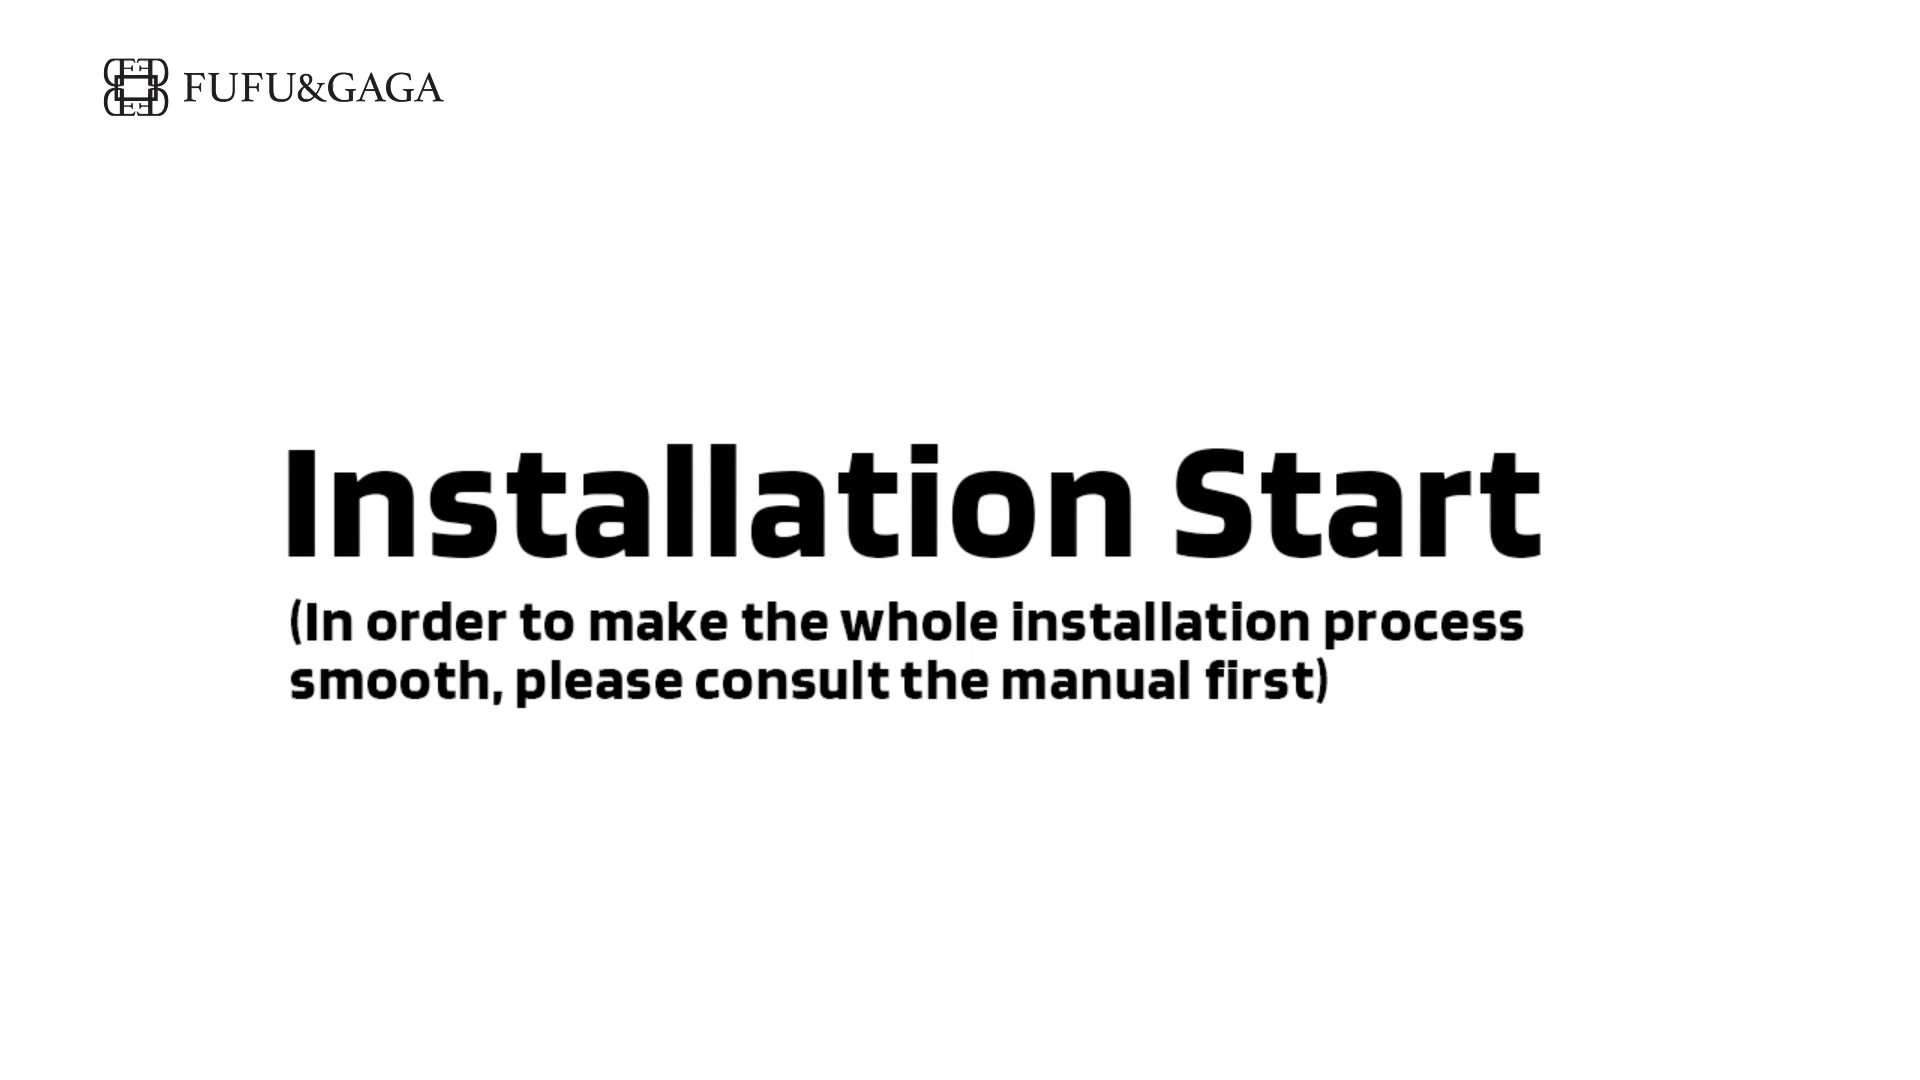 FUFU&GAGA
Installation Start
(In order to make the whole installation process
smooth, please consult the manual first)